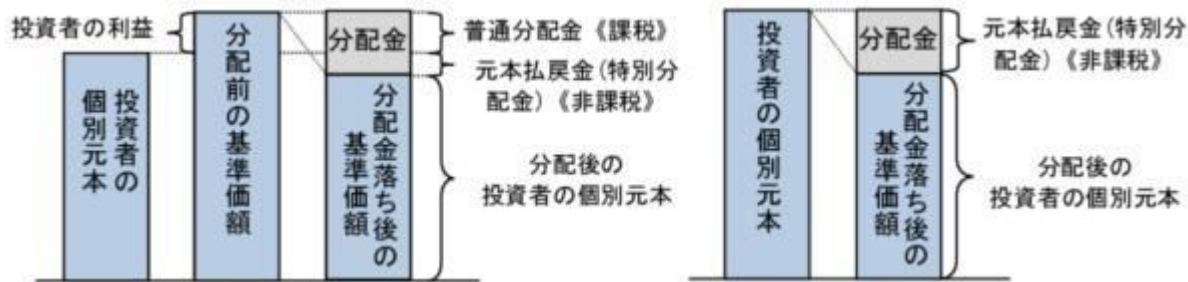 投資者の利益
投資者の
個別元本
分配前の基準価額
分配金
分配金落ち後の
基準価額
普通分配金《課税》
元本払戻金(特別分
配金)《非課税》
分配後の
投資者の個別元本
投資者の個別元本
分配金
分配金落ち後の
基準価額
元本払戻金(特別分
配金)《非課税》
分配後の
投資者の個別元本